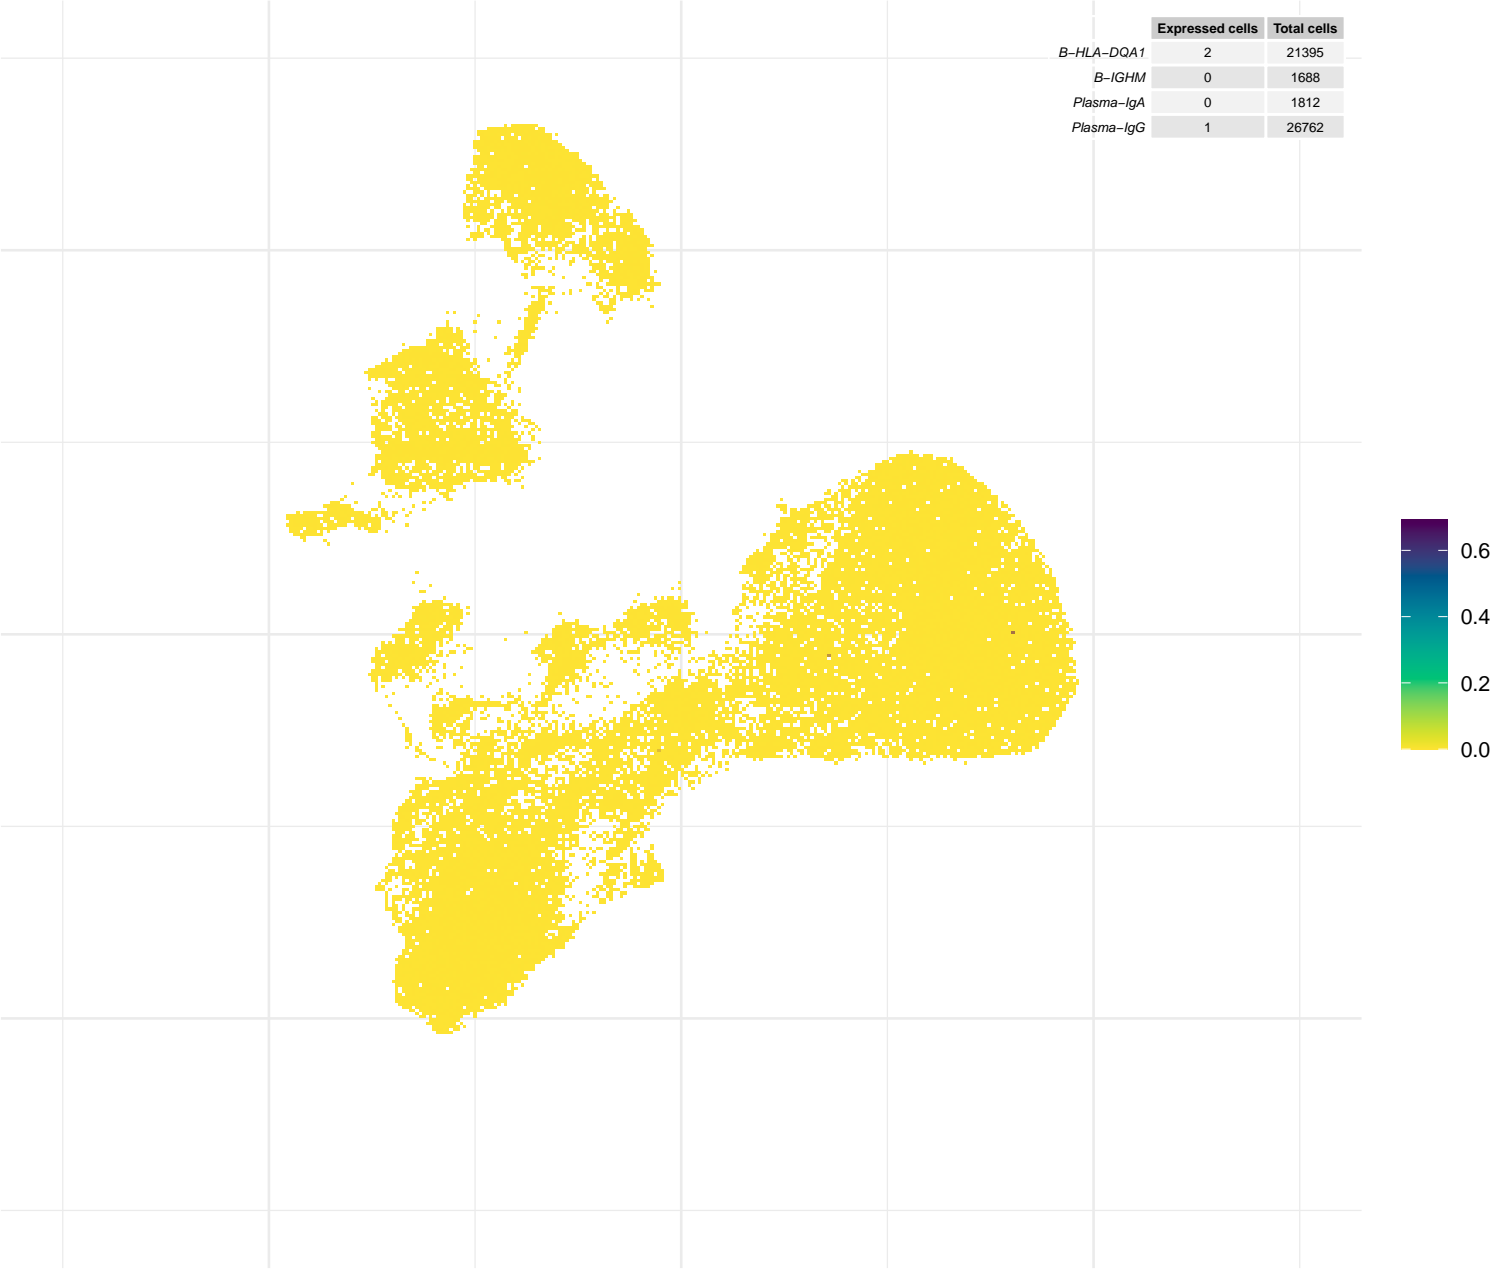 Expressed cells Total cells
B−HLA−DQA1 2 21395
B−IGHM 0 1688
Plasma−IgA 0 1812
Plasma−IgG 1 26762
0.6
0.4
0.2
0.0